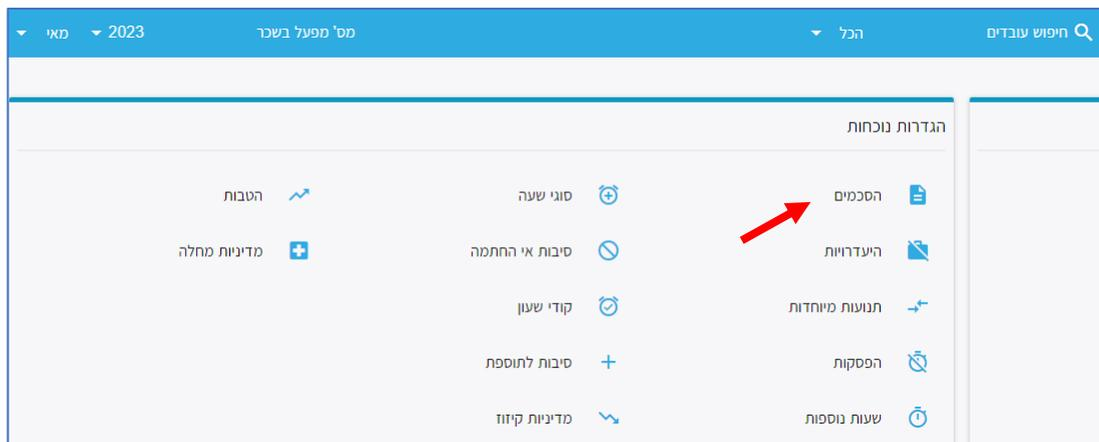 חיפוש עובדים
הכל
מס' מפעל בשכר
2023
מאי
הגדרות נוכחות
הסכמים
היעדרויות
תנועות מיוחדות
הפסקות
שעות נוספות
סוגי שעה
סיבות אי החתמה
קודי שעון
סיבות לתוספת
מדיניות קיזוז
הטבות
מדיניות מחלה